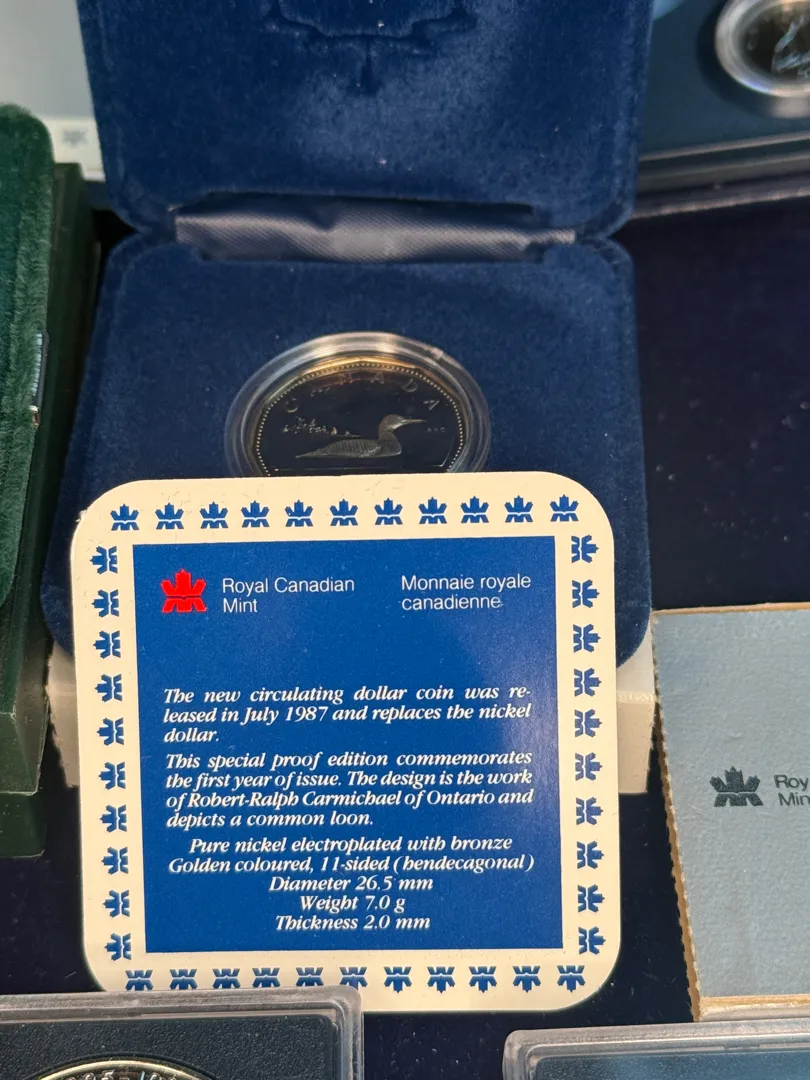 CANADA
Royal Canadian
Mint
Monnaie royale
canadienne
The new circulating dollar coin was re-
leased in July 1987 and replaces the nickel
dollar.
This special proof edition commemorates
the first year of issue. The design is the work
of Robert-Ralph Carmichael of Ontario and
depicts a common loon.
Pure nickel electroplated with bronze
Golden coloured, 11-sided (hendecagonal)
Diameter 26.5 mm
Weight 7.0 g
Thickness 2.0 mm
Roy
Min